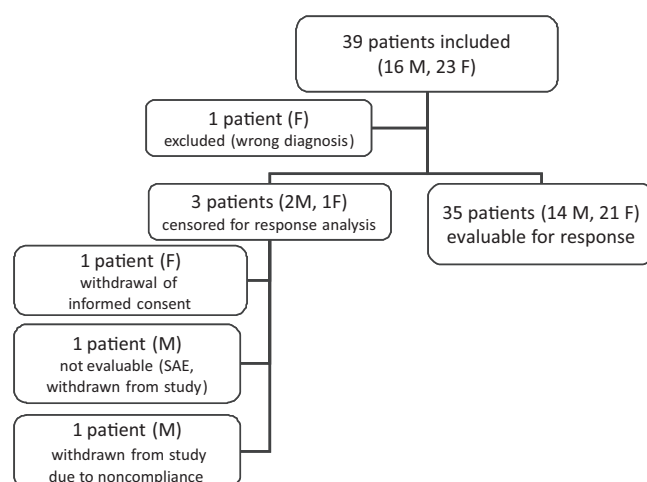 39 patients included
(16 M, 23 F)
1 patient (F)
excluded (wrong diagnosis)
3 patients (2M, 1F)
censored for response analysis
35 patients (14 M, 21 F)
evaluable for response
1 patient (F)
withdrawal of
informed consent
1 patient (M)
not evaluable (SAE,
withdrawn from study)
1 patient (M)
withdrawn from study
due to noncompliance